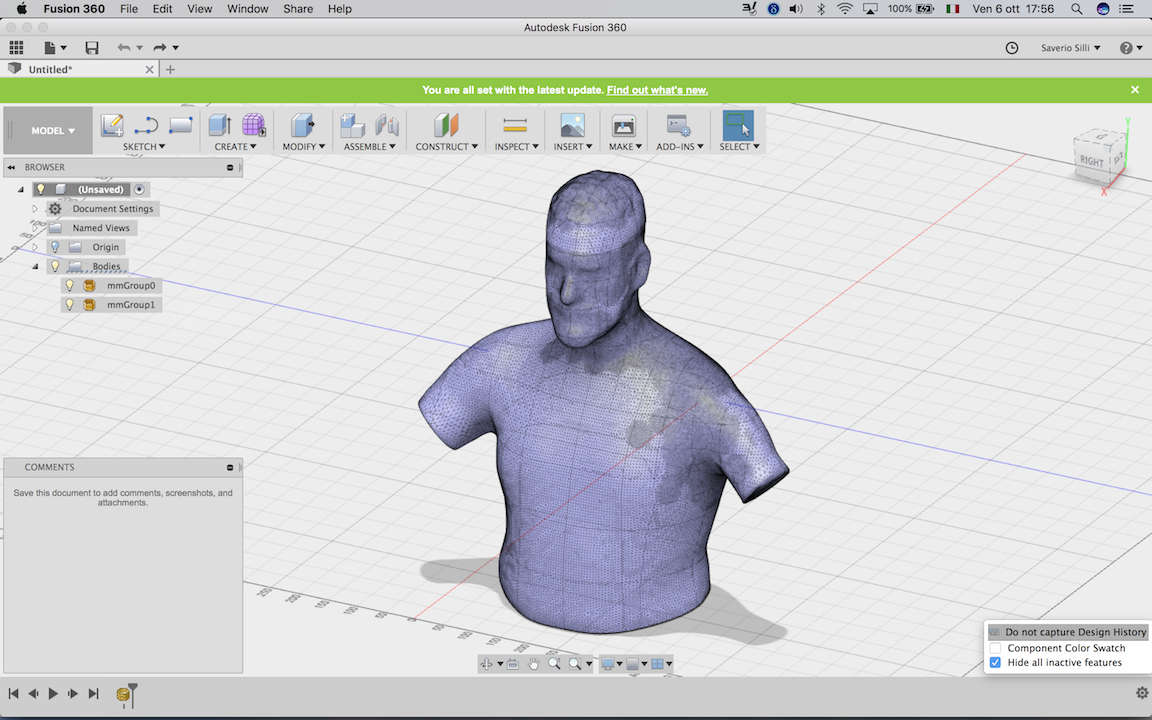 Fusion 360 File Edit View Window Share Help 100% Ven 6 ott 17:56
Autodesk Fusion 360
Saverio Silli
Untitled*
You are all set with the latest update. Find out what's new.
MODEL
SKETCH CREATE MODIFY ASSEMBLE CONSTRUCT INSPECT INSERT MAKE ADD-INS SELECT
RIGHT
Y
X
BROWSER
(Unsaved)
Document Settings
Named Views
Origin
Bodies
mmGroup0
mmGroup1
COMMENTS
Save this document to add comments, screenshots, and
attachments.
Do not capture Design History
Component Color Swatch
Hide all inactive features